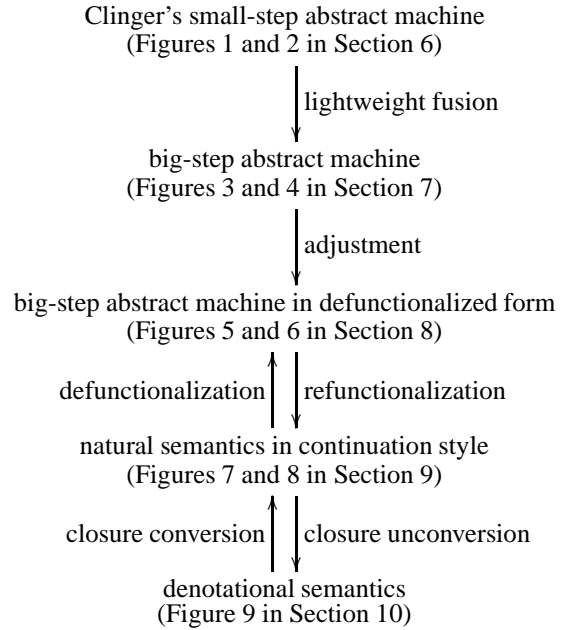 Clinger's small-step abstract machine
(Figures 1 and 2 in Section 6)
lightweight fusion
big-step abstract machine
(Figures 3 and 4 in Section 7)
adjustment
big-step abstract machine in defunctionalized form
(Figures 5 and 6 in Section 8)
defunctionalization refunctionalization
natural semantics in continuation style
(Figures 7 and 8 in Section 9)
closure conversion closure unconversion
denotational semantics
(Figure 9 in Section 10)